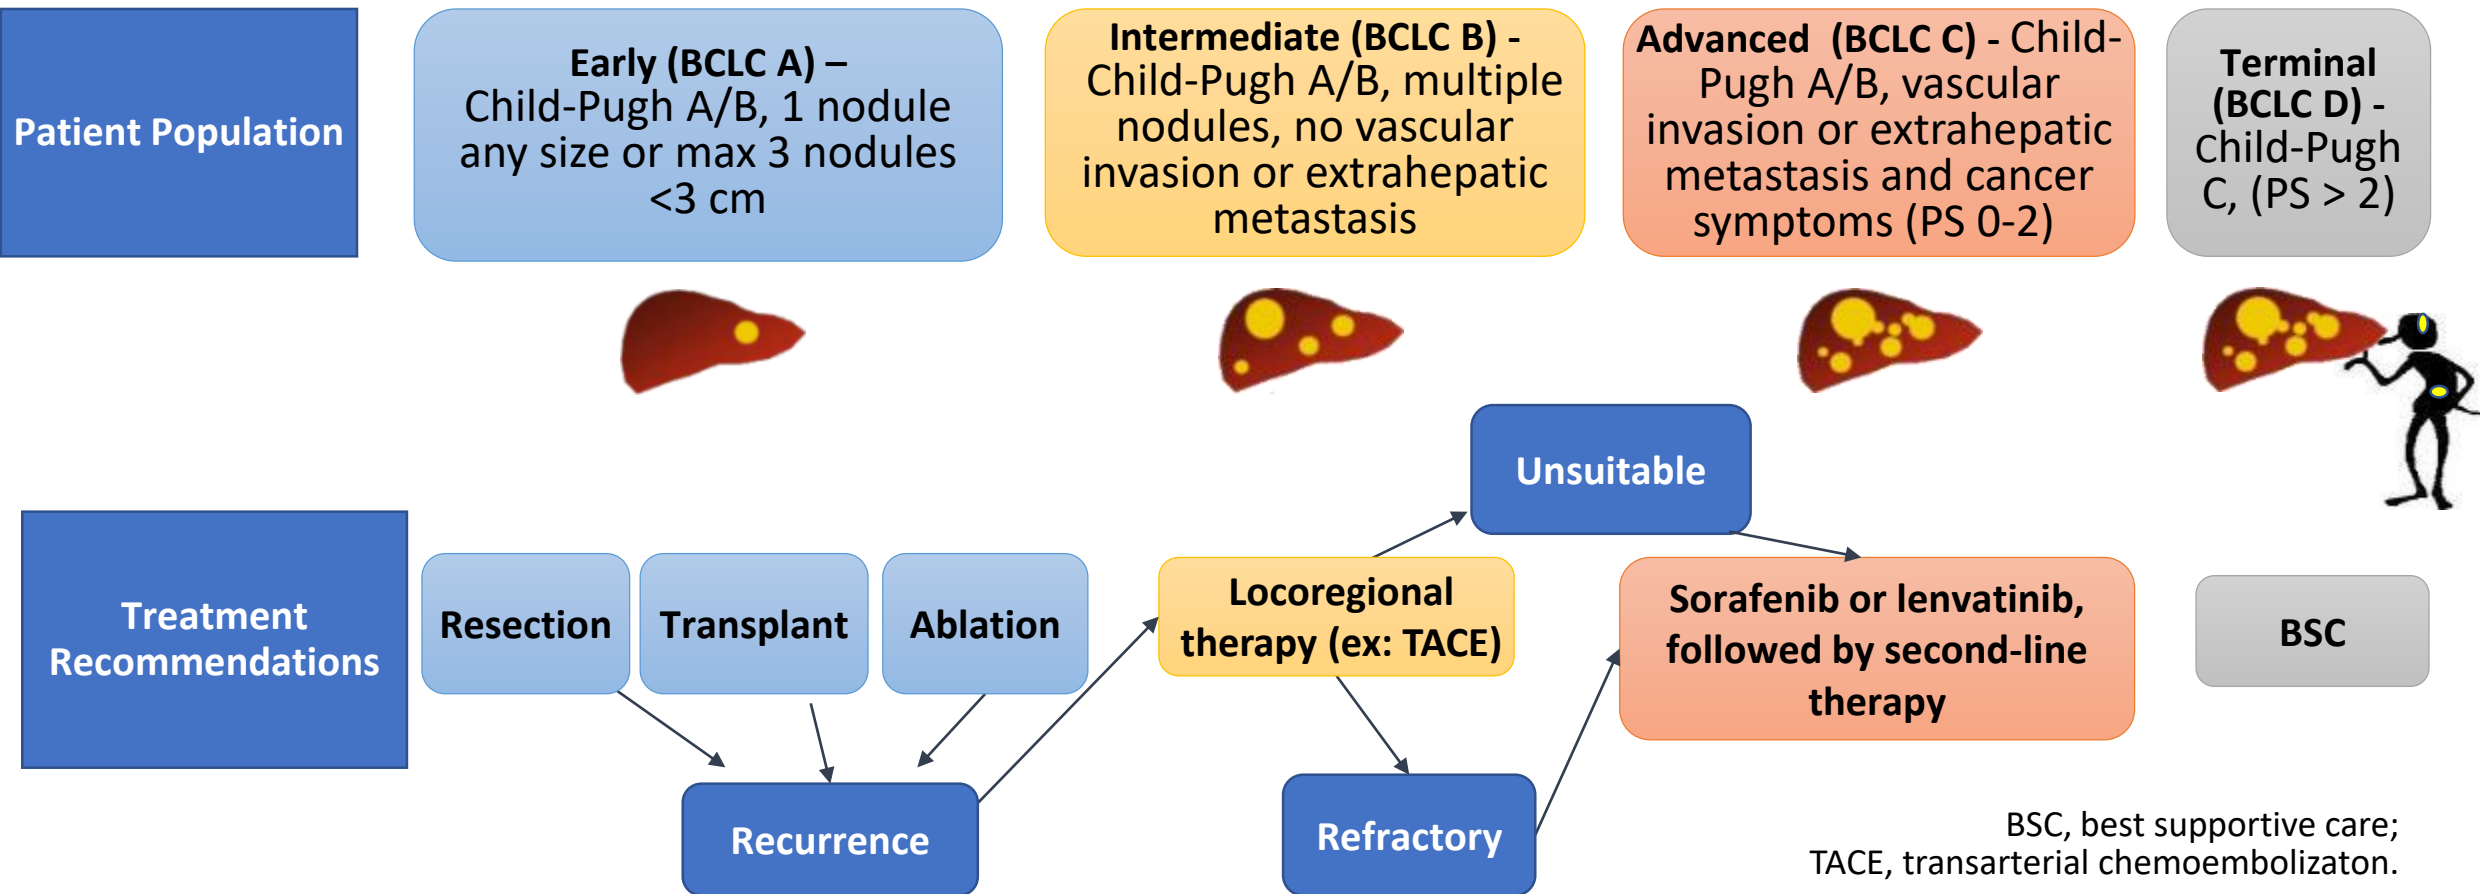 Patient Population
Early (BCLC A) –
Child-Pugh A/B, 1 nodule
any size or max 3 nodules
<3 cm
Intermediate (BCLC B) -
Child-Pugh A/B, multiple
nodules, no vascular
invasion or extrahepatic
metastasis
Advanced (BCLC C) - Child-
Pugh A/B, vascular
invasion or extrahepatic
metastasis and cancer
symptoms (PS 0-2)
Terminal
(BCLC D) -
Child-Pugh
C, (PS > 2)
Unsuitable
Treatment
Recommendations
Resection
Transplant
Ablation
Locoregional
therapy (ex: TACE)
Sorafenib or lenvatinib,
followed by second-line
therapy
BSC
Recurrence
Refractory
BSC, best supportive care;
TACE, transarterial chemoembolizaton.